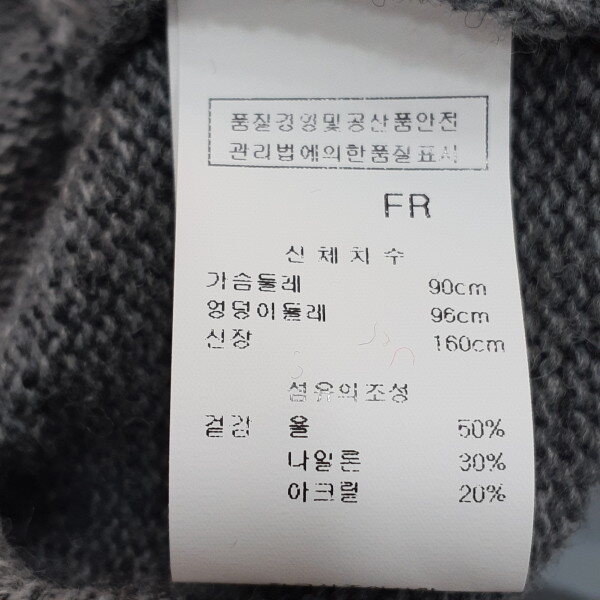 품질경영및공산품안전
관리법에의한품질표시
FR
신체치수
가슴둘레 90cm
엉덩이둘레 96cm
신장 160cm
섬유의조성
겉감 울 50%
나일론 30%
아크릴 20%